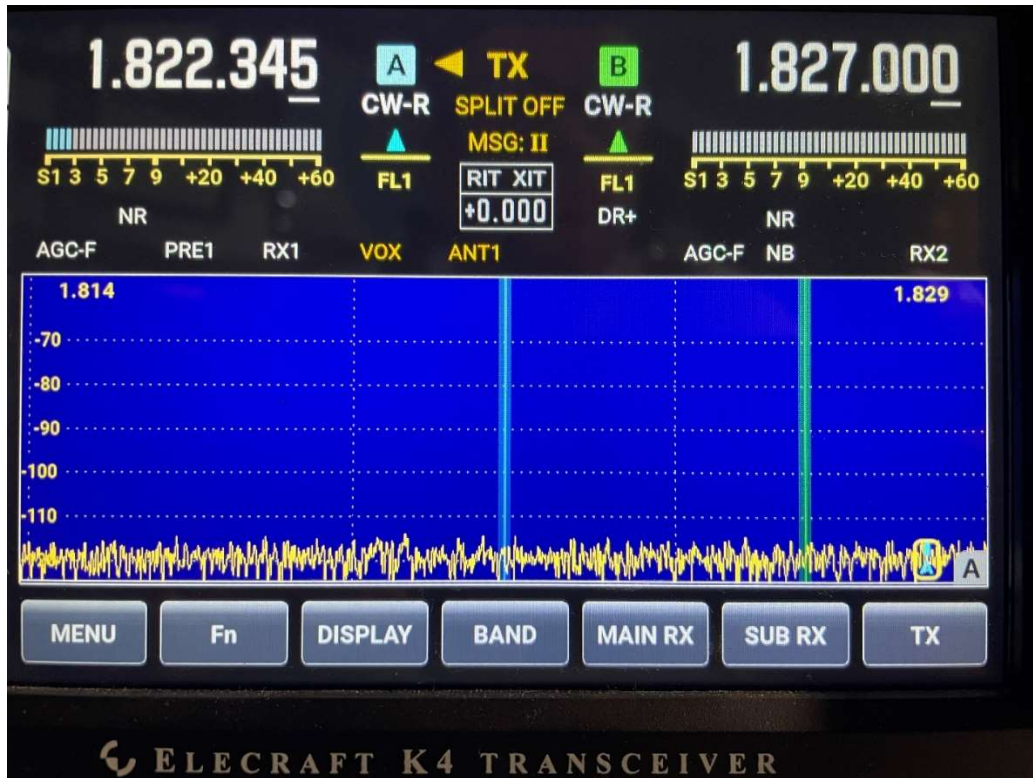 1.822.345 A TX B 1.827.000
CW-R SPLIT OFF CW-R
MSG: II
S1 3 5 7 9 +20 +40 +60 FL1 RIT XIT FL1 S1 3 5 7 9 +20 +40 +60
+0.000
NR DR+ NR
AGC-F PRE1 RX1 VOX ANT1 AGC-F NB RX2
1.814 1.829
-70
-80
-90
-100
-110
A
MENU Fn DISPLAY BAND MAIN RX SUB RX TX
ELECRAFT K4 TRANSCEIVER